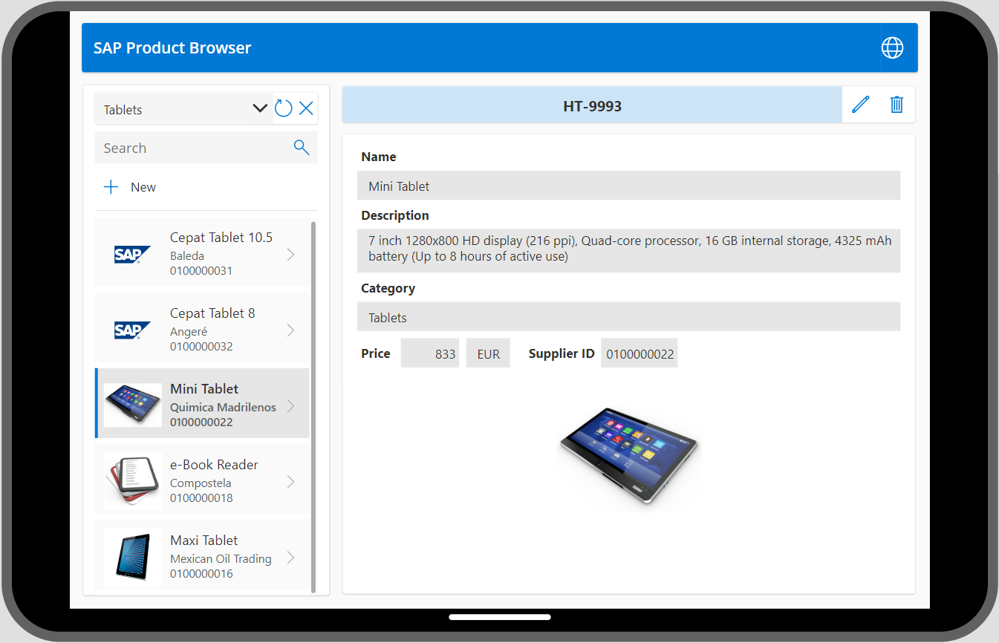 SAP Product Browser
Tablets
Search
New
SAP
Cepat Tablet 10.5
Baleda
0100000031
SAP
Cepat Tablet 8
Angeré
0100000032
Mini Tablet
Quimica Madrilenos
0100000022
e-Book Reader
Compostela
0100000018
Maxi Tablet
Mexican Oil Trading
0100000016
HT-9993
Name
Mini Tablet
Description
7 inch 1280x800 HD display (216 ppi), Quad-core processor, 16 GB internal storage, 4325 mAh
battery (Up to 8 hours of active use)
Category
Tablets
Price 833 EUR Supplier ID 0100000022